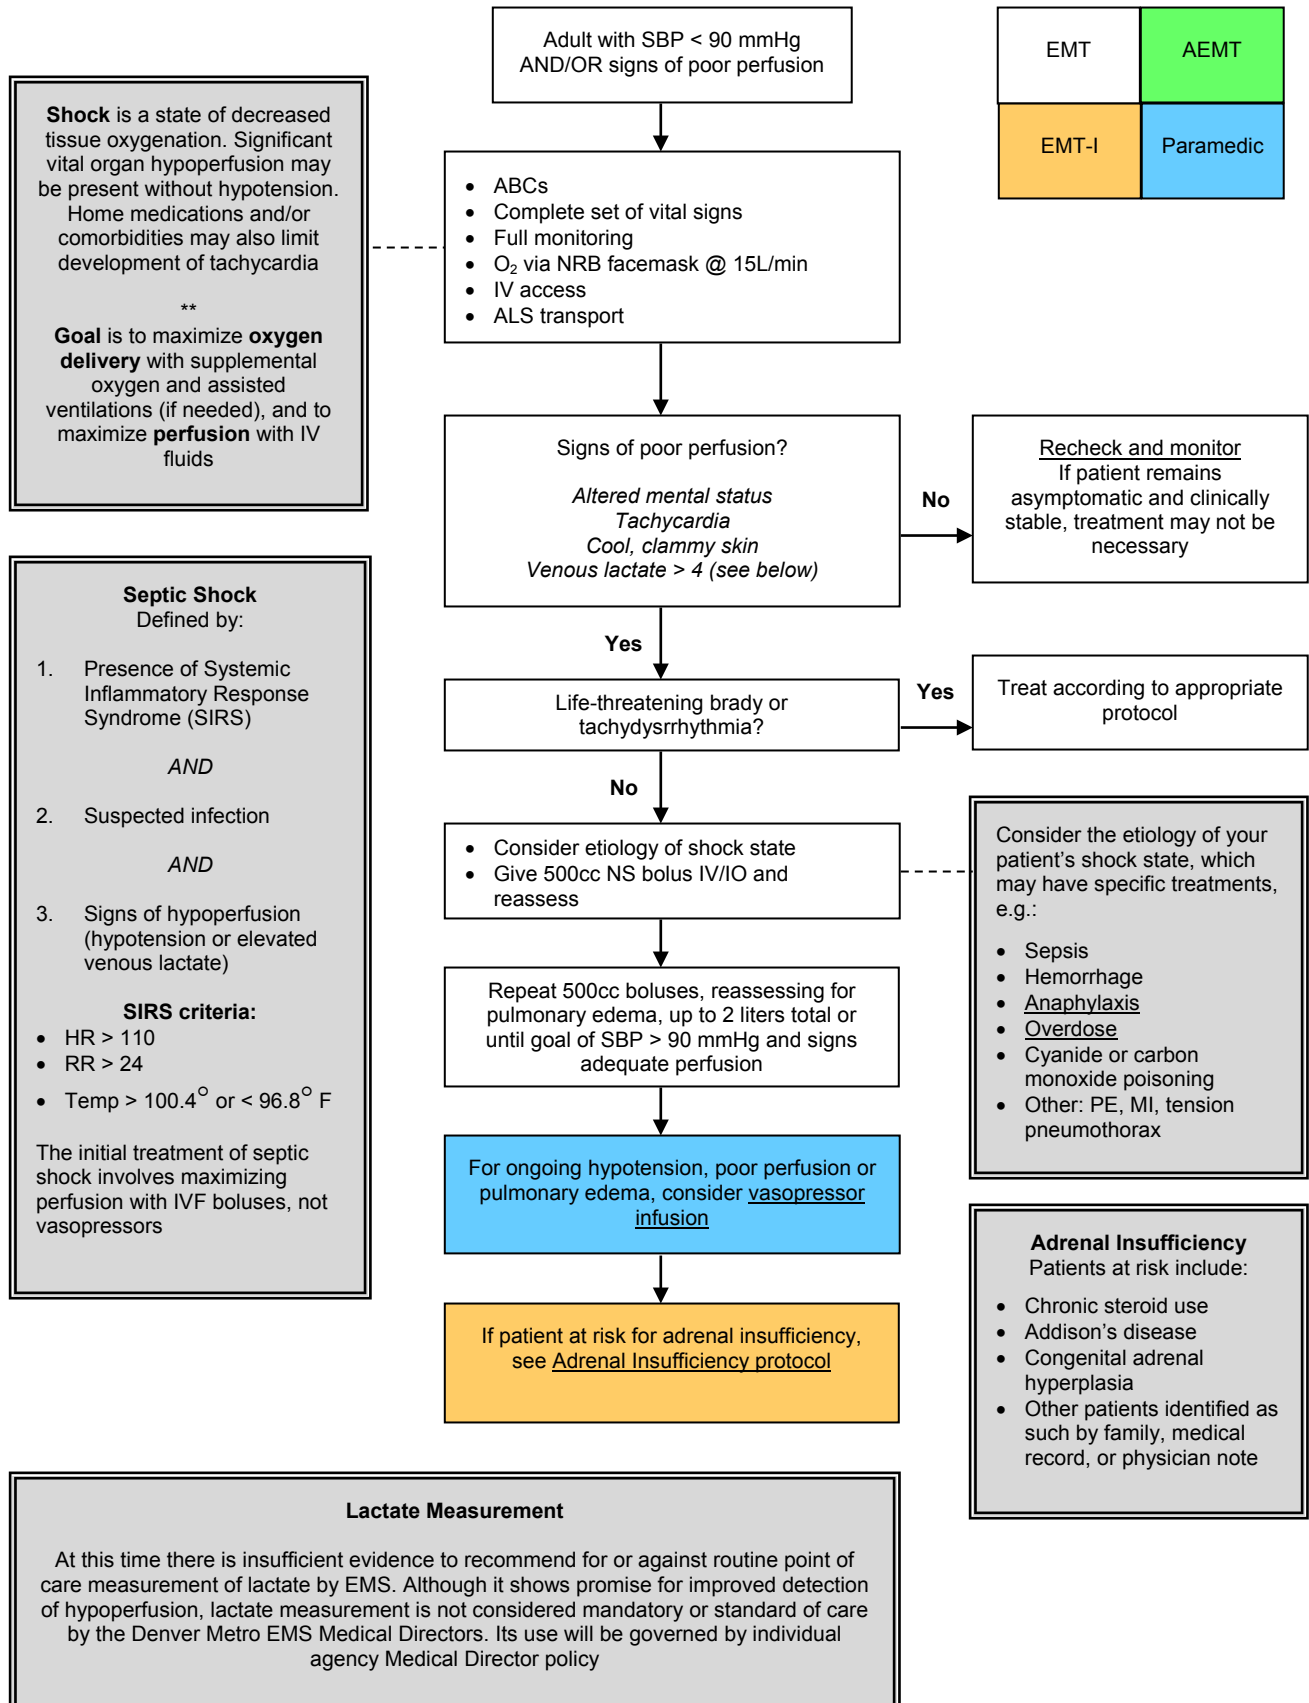 Adult with SBP < 90 mmHg
AND/OR signs of poor perfusion
EMT
AEMT
EMT-I
Paramedic
Shock is a state of decreased
tissue oxygenation. Significant
vital organ hypoperfusion may
be present without hypotension.
Home medications and/or
comorbidities may also limit
development of tachycardia
**
Goal is to maximize oxygen
delivery with supplemental
oxygen and assisted
ventilations (if needed), and to
maximize perfusion with IV
fluids
• ABCs
• Complete set of vital signs
• Full monitoring
• O₂ via NRB facemask @ 15L/min
• IV access
• ALS transport
Signs of poor perfusion?
Altered mental status
Tachycardia
Cool, clammy skin
Venous lactate > 4 (see below)
No
Recheck and monitor
If patient remains
asymptomatic and clinically
stable, treatment may not be
necessary
Yes
Life-threatening brady or
tachydysrrhythmia?
Yes
Treat according to appropriate
protocol
No
• Consider etiology of shock state
• Give 500cc NS bolus IV/IO and
reassess
Consider the etiology of your
patient's shock state, which
may have specific treatments,
e.g.:
• Sepsis
• Hemorrhage
• Anaphylaxis
• Overdose
• Cyanide or carbon
monoxide poisoning
• Other: PE, MI, tension
pneumothorax
Repeat 500cc boluses, reassessing for
pulmonary edema, up to 2 liters total or
until goal of SBP > 90 mmHg and signs
adequate perfusion
For ongoing hypotension, poor perfusion or
pulmonary edema, consider vasopressor
infusion
If patient at risk for adrenal insufficiency,
see Adrenal Insufficiency protocol
Septic Shock
Defined by:
1. Presence of Systemic
Inflammatory Response
Syndrome (SIRS)
AND
2. Suspected infection
AND
3. Signs of hypoperfusion
(hypotension or elevated
venous lactate)
SIRS criteria:
• HR > 110
• RR > 24
• Temp > 100.4° or < 96.8° F
The initial treatment of septic
shock involves maximizing
perfusion with IVF boluses, not
vasopressors
Adrenal Insufficiency
Patients at risk include:
• Chronic steroid use
• Addison's disease
• Congenital adrenal
hyperplasia
• Other patients identified as
such by family, medical
record, or physician note
Lactate Measurement
At this time there is insufficient evidence to recommend for or against routine point of
care measurement of lactate by EMS. Although it shows promise for improved detection
of hypoperfusion, lactate measurement is not considered mandatory or standard of care
by the Denver Metro EMS Medical Directors. Its use will be governed by individual
agency Medical Director policy